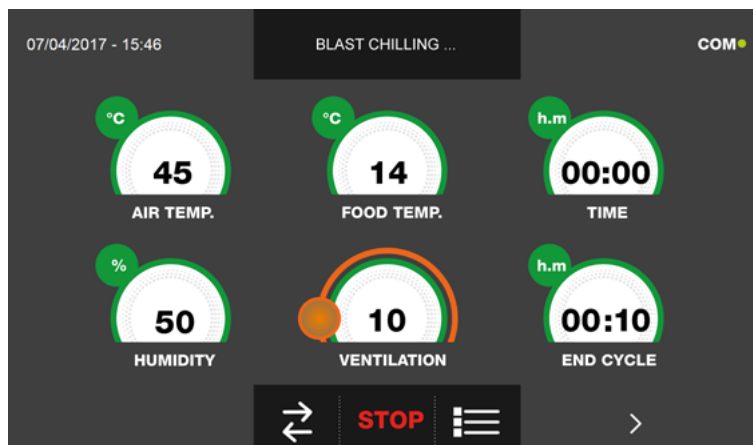 07/04/2017 - 15:46
BLAST CHILLING ...
COM
°C
45
AIR TEMP.
°C
14
FOOD TEMP.
h.m
00:00
TIME
%
50
HUMIDITY
10
VENTILATION
h.m
00:10
END CYCLE
STOP